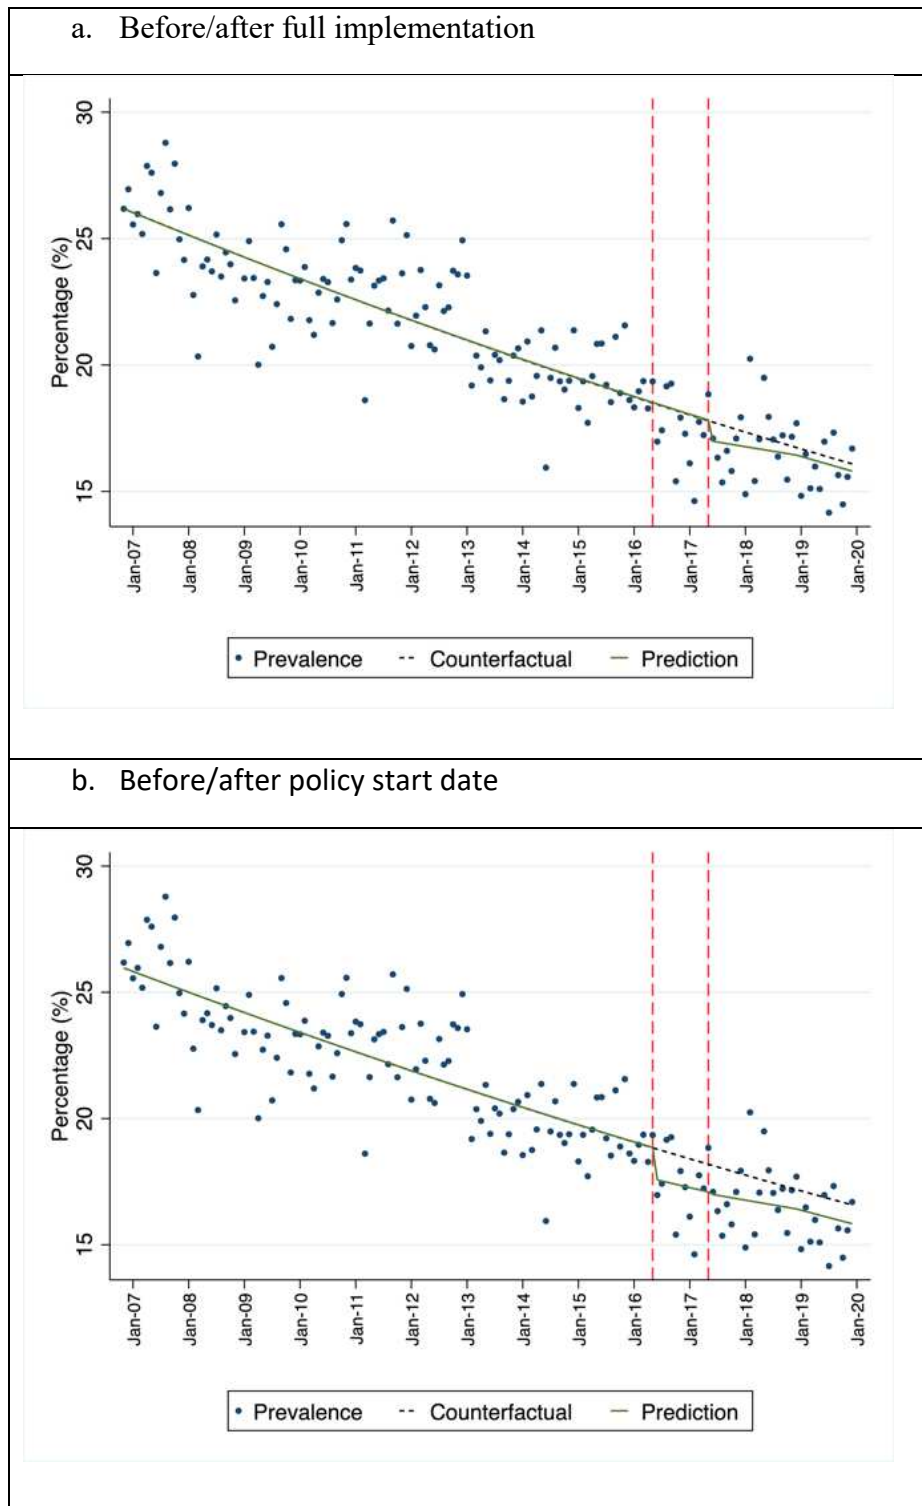 a. Before/after full implementation
30
25
20
15
Percentage (%)
Jan-07
Jan-08
Jan-09
Jan-10
Jan-11
Jan-12
Jan-13
Jan-14
Jan-15
Jan-16
Jan-17
Jan-18
Jan-19
Jan-20
Prevalence Counterfactual Prediction
b. Before/after policy start date
30
25
20
15
Percentage (%)
Jan-07
Jan-08
Jan-09
Jan-10
Jan-11
Jan-12
Jan-13
Jan-14
Jan-15
Jan-16
Jan-17
Jan-18
Jan-19
Jan-20
Prevalence Counterfactual Prediction